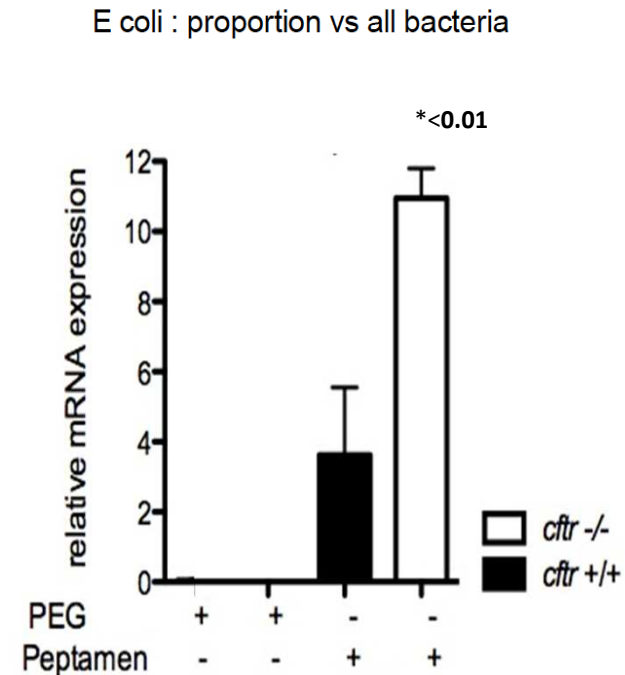 E coli : proportion vs all bacteria
*<0.01
relative mRNA expression
12
10
8
6
4
2
0
cftr -/-
cftr +/+
PEG + + - -
Peptamen - - + +